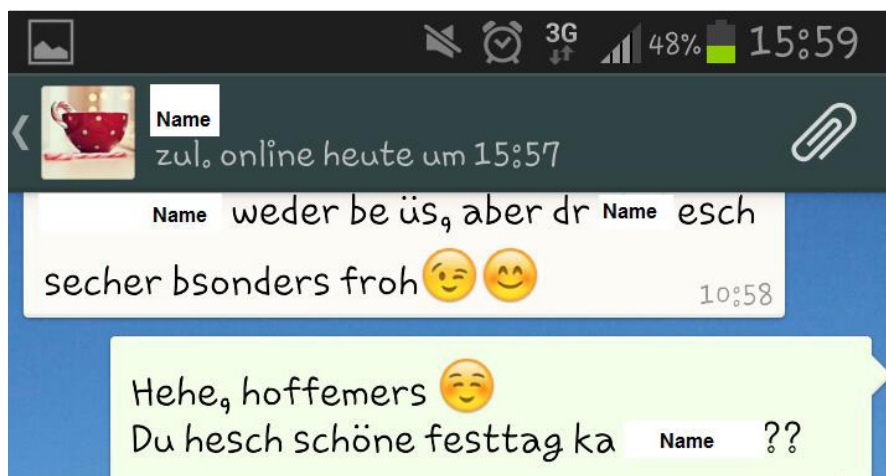 3G 48% 15:59
Name
zul. online heute um 15:57
Name weder be üs, aber dr Name esch
secher bsonders froh😉😊
10:58
Hehe, hoffemers ☺️
Du hesch schöne festtag ka Name ??